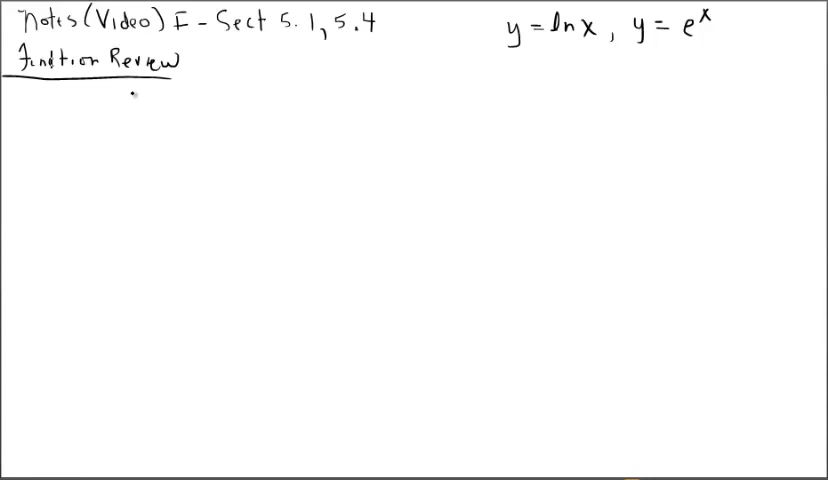 Notes (Video) I - Sect 5.1, 5.4
Function Review
y = ln x, y = e^x